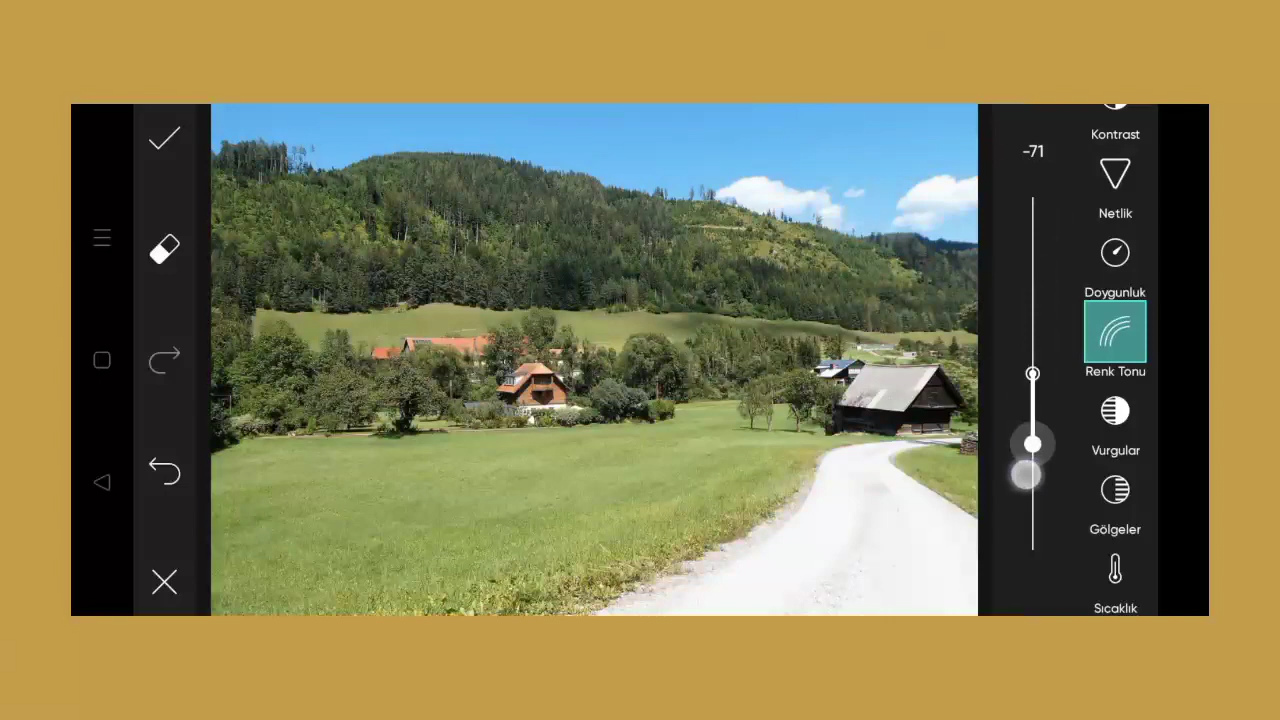 Kontrast
-71
Netlik
Doygunluk
Renk Tonu
Vurgular
Gölgeler
Sıcaklık